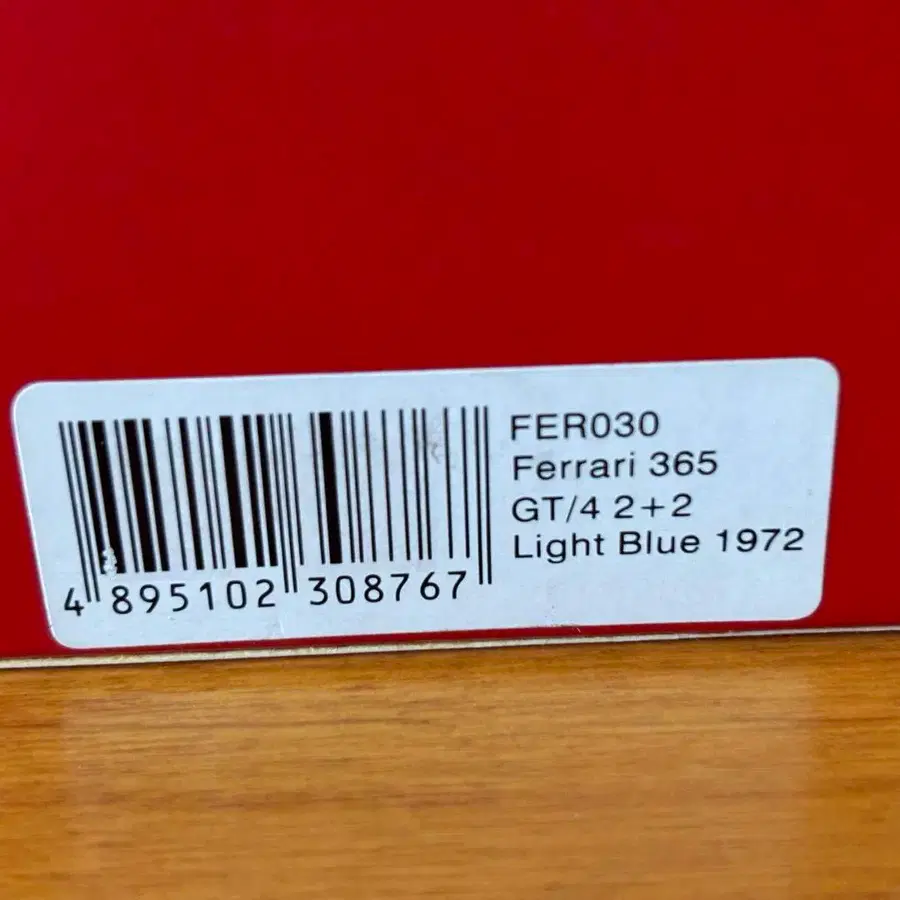 FER030
Ferrari 365
GT/4 2+2
Light Blue 1972
4 895102 308767